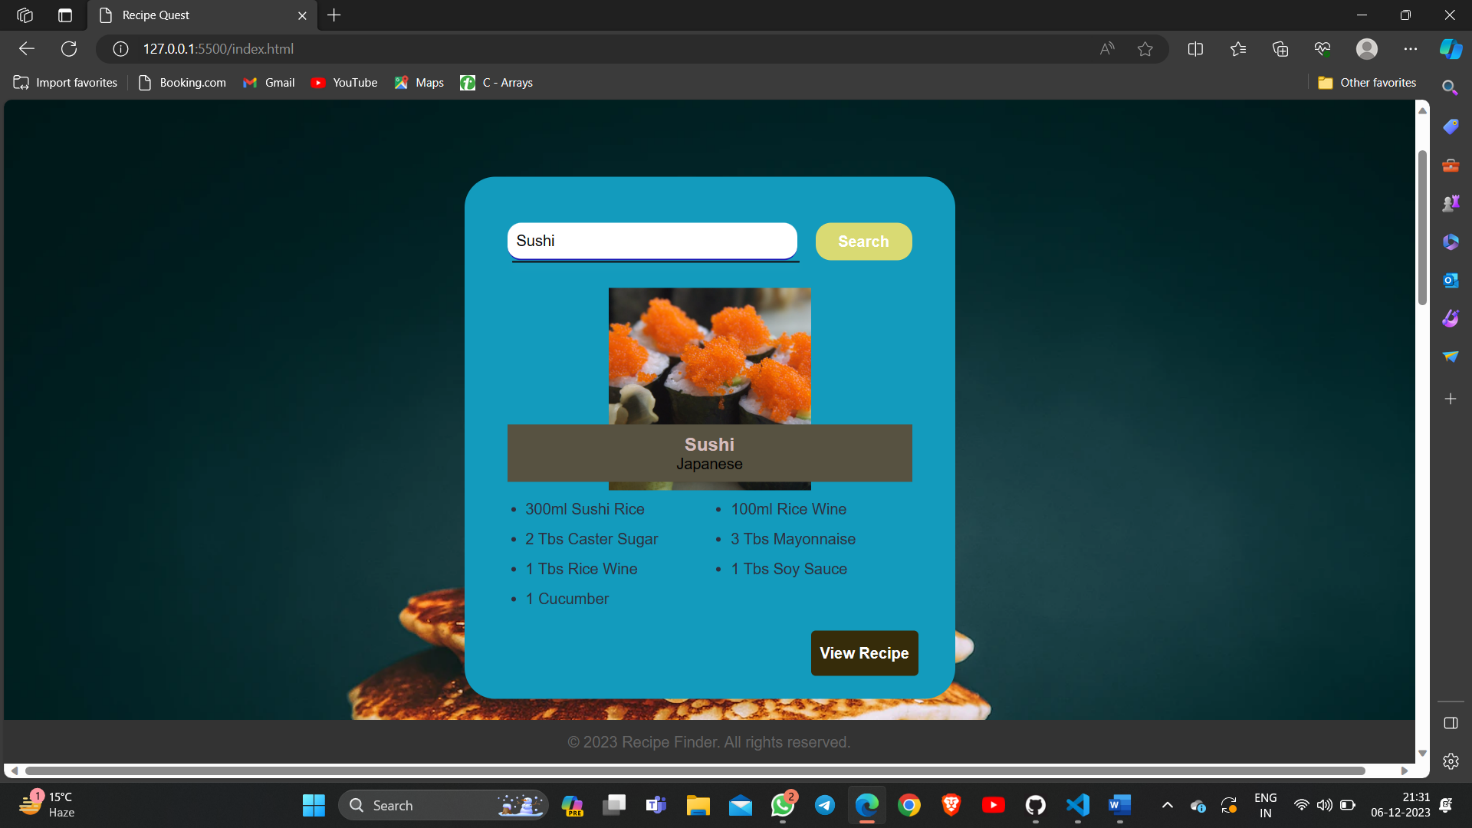 Recipe Quest
127.0.0.1:5500/index.html
Import favorites
Booking.com
Gmail
YouTube
Maps
C - Arrays
Other favorites
Sushi
Search
Sushi
Japanese
300ml Sushi Rice
100ml Rice Wine
2 Tbs Caster Sugar
3 Tbs Mayonnaise
1 Tbs Rice Wine
1 Tbs Soy Sauce
1 Cucumber
View Recipe
© 2023 Recipe Finder. All rights reserved.
1
15°C
Haze
Search
PRE
2
ENG
IN
21:31
06-12-2023